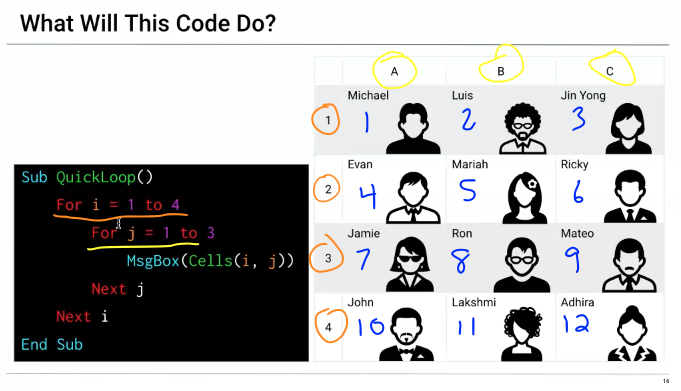 What Will This Code Do?
Sub QuickLoop()
For i = 1 to 4
For j = 1 to 3
MsgBox(Cells(i, j))
Next j
Next i
End Sub
A B C
Michael Luis Jin Yong
1 1 2 3
Evan Mariah Ricky
2 4 5 6
Jamie Ron Mateo
3 7 8 9
John Lakshmi Adhira
4 10 11 12
16